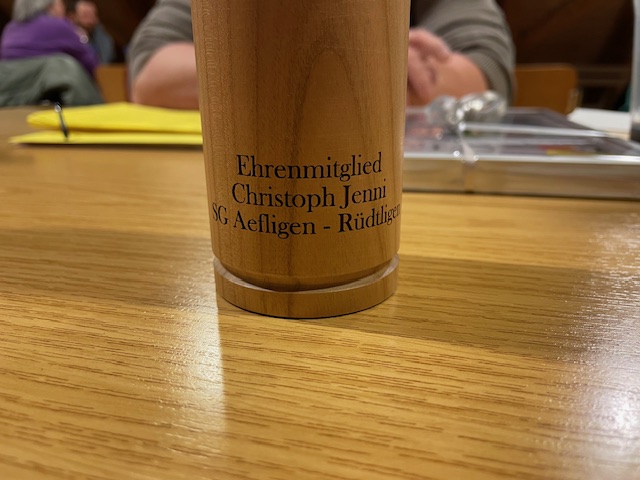 Ehrenmitglied
Christoph Jenni
SG Aefligen - Rüdtligen